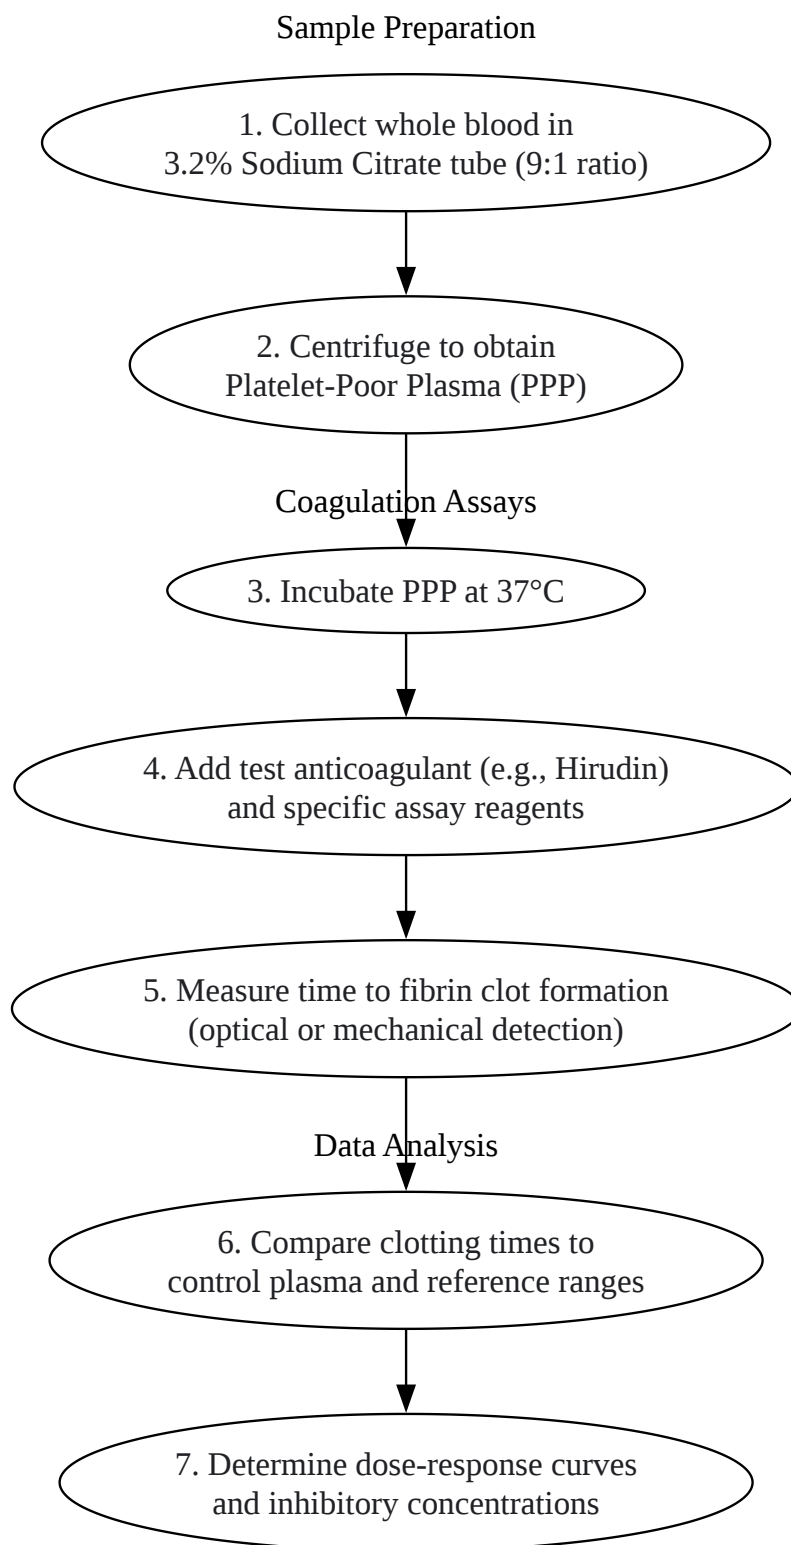 Sample Preparation
1. Collect whole blood in
3.2% Sodium Citrate tube (9:1 ratio)
2. Centrifuge to obtain
Platelet-Poor Plasma (PPP)
Coagulation Assays
3. Incubate PPP at 37°C
4. Add test anticoagulant (e.g., Hirudin)
and specific assay reagents
5. Measure time to fibrin clot formation
(optical or mechanical detection)
Data Analysis
6. Compare clotting times to
control plasma and reference ranges
7. Determine dose-response curves
and inhibitory concentrations